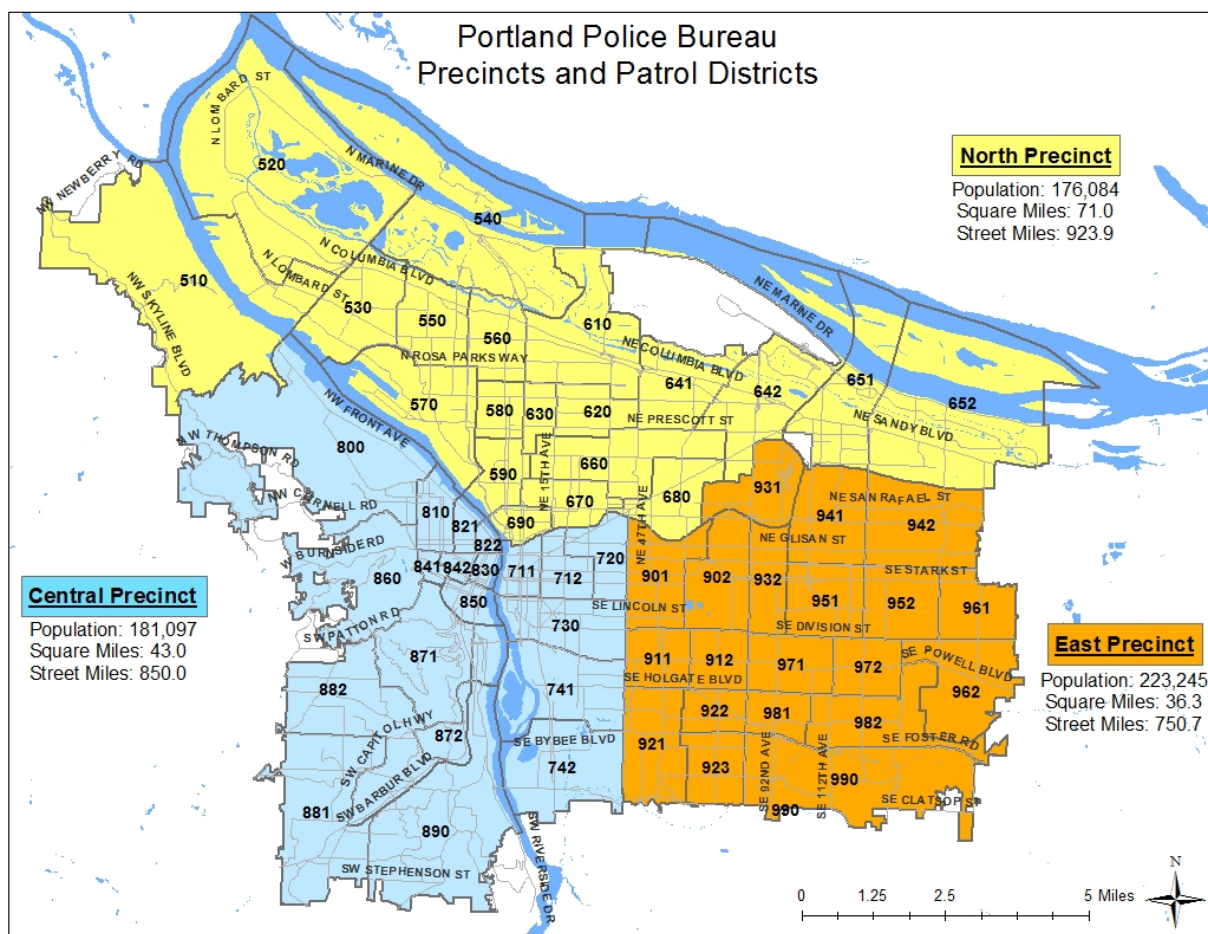 Portland Police Bureau
Precincts and Patrol Districts
North Precinct
Population: 176,084
Square Miles: 71.0
Street Miles: 923.9
N LOMBARD ST
NW NEWBERRY RD
520
N MARINE DR
540
510
N COLUMBIA BLVD
N LOMBARD ST
NW SKYLINE BLVD
530
550
560
610
NE MARINE DR
N ROSA PARKS WAY
NE COLUMBIA BLVD
641
642
651
652
570
580
630
620
NE PRESCOTT ST
NE SANDY BLVD
NW FRONT AVE
NW THOMPSON RD
800
590
NE 15TH AVE
660
670
680
690
NE 47TH AVE
931
NW CORNELL RD
810
821
822
W BURNSIDE RD
860
841
842
830
850
711
712
720
730
NE SAN RAFAEL ST
941
942
NE GLISAN ST
901
902
932
SE STARK ST
951
952
961
SE LINCOLN ST
SE DIVISION ST
Central Precinct
Population: 181,097
Square Miles: 43.0
Street Miles: 850.0
East Precinct
Population: 223,245
Square Miles: 36.3
Street Miles: 750.7
SW PATTON RD
871
882
741
911
912
971
972
SE POWELL BLVD
SE HOLGATE BLVD
962
922
981
982
SW CAPITOL HWY
872
SE BYBEE BLVD
921
SE FOSTER RD
SW BARBUR BLVD
742
923
SE 92ND AVE
SE 112TH AVE
990
881
890
990
SE CLATSOP ST
SW STEPHENSON ST
SW RIVERSIDE DR
N
0 1.25 2.5 5 Miles